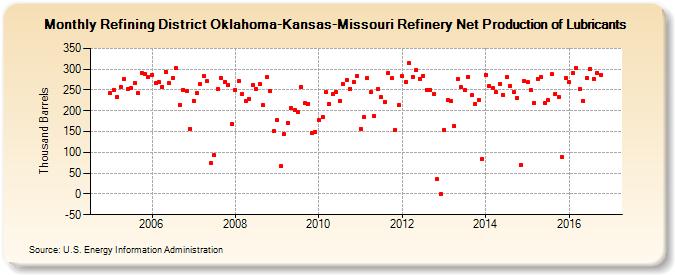 Monthly Refining District Oklahoma-Kansas-Missouri Refinery Net Production of Lubricants
Thousand Barrels
350
300
250
200
150
100
50
0
-50
2006 2008 2010 2012 2014 2016
Source: U.S. Energy Information Administration